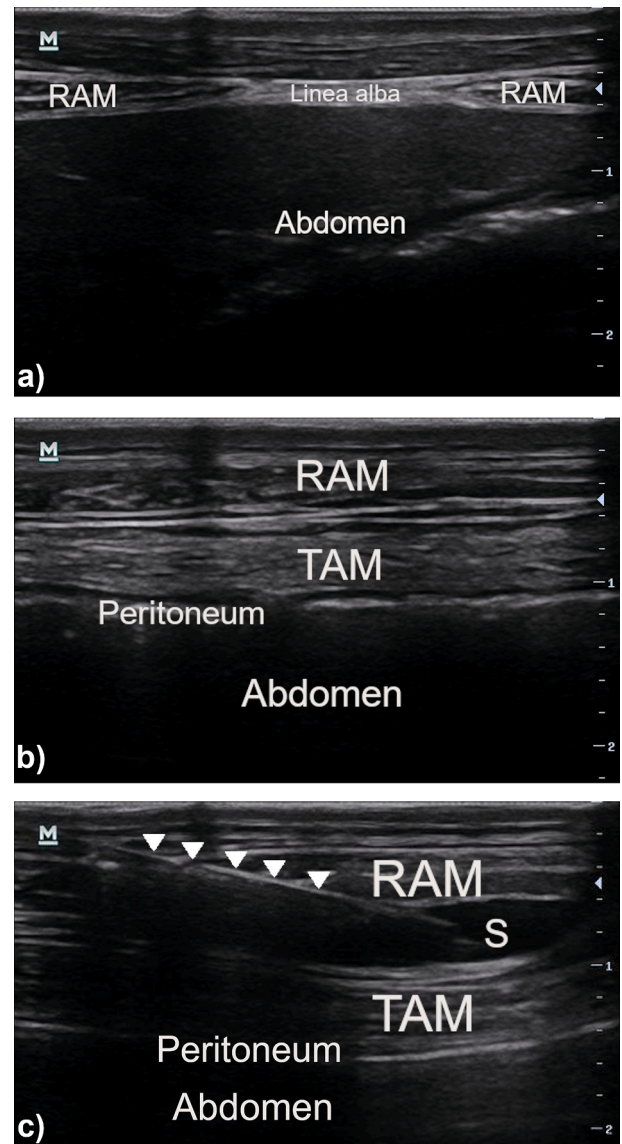 M
RAM Linea alba RAM
1
Abdomen
2
a)
M
RAM
TAM
1
Peritoneum
Abdomen
2
b)
M
RAM
S
1
TAM
Peritoneum
Abdomen
2
c)